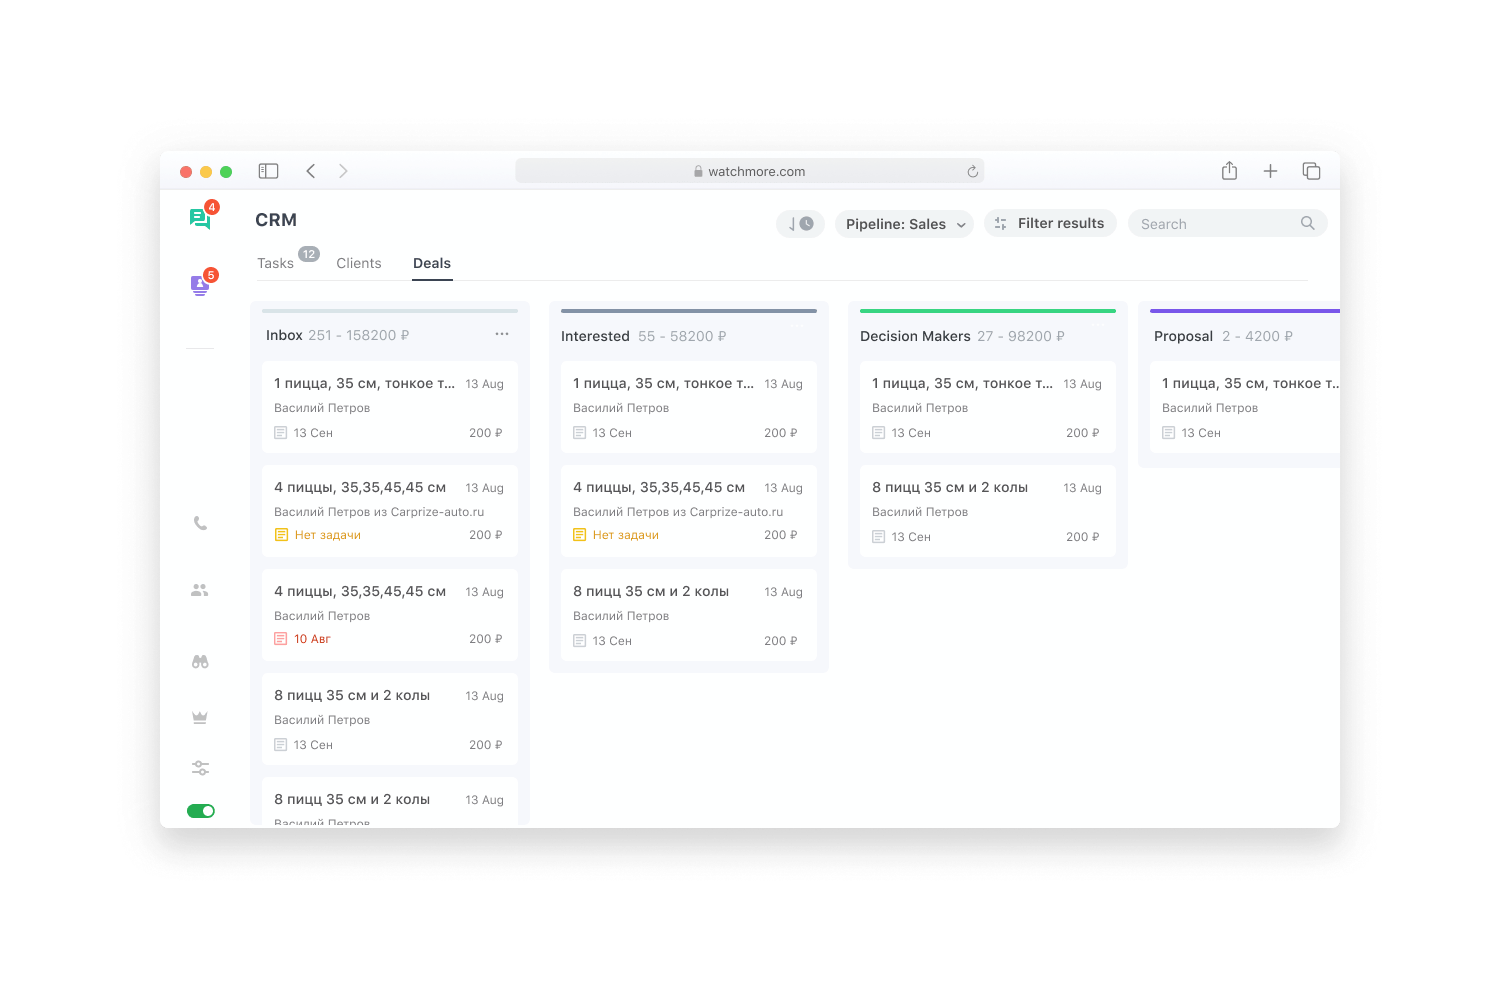 watchmore.com
4
CRM
Pipeline: Sales
Filter results
Search
Tasks 12
Clients
Deals
5
Inbox 251 - 158200 ₽
1 пицца, 35 см, тонкое т... 13 Aug
Василий Петров
13 Сен 200 ₽
4 пиццы, 35,35,45,45 см 13 Aug
Василий Петров из Carprize-auto.ru
Нет задачи 200 ₽
4 пиццы, 35,35,45,45 см 13 Aug
Василий Петров
10 Авг 200 ₽
8 пицц 35 см и 2 колы 13 Aug
Василий Петров
13 Сен 200 ₽
8 пицц 35 см и 2 колы 13 Aug
Василий Петров
Interested 55 - 58200 ₽
1 пицца, 35 см, тонкое т... 13 Aug
Василий Петров
13 Сен 200 ₽
4 пиццы, 35,35,45,45 см 13 Aug
Василий Петров из Carprize-auto.ru
Нет задачи 200 ₽
8 пицц 35 см и 2 колы 13 Aug
Василий Петров
13 Сен 200 ₽
Decision Makers 27 - 98200 ₽
1 пицца, 35 см, тонкое т... 13 Aug
Василий Петров
13 Сен 200 ₽
8 пицц 35 см и 2 колы 13 Aug
Василий Петров
13 Сен 200 ₽
Proposal 2 - 4200 ₽
1 пицца, 35 см, тонкое т..
Василий Петров
13 Сен